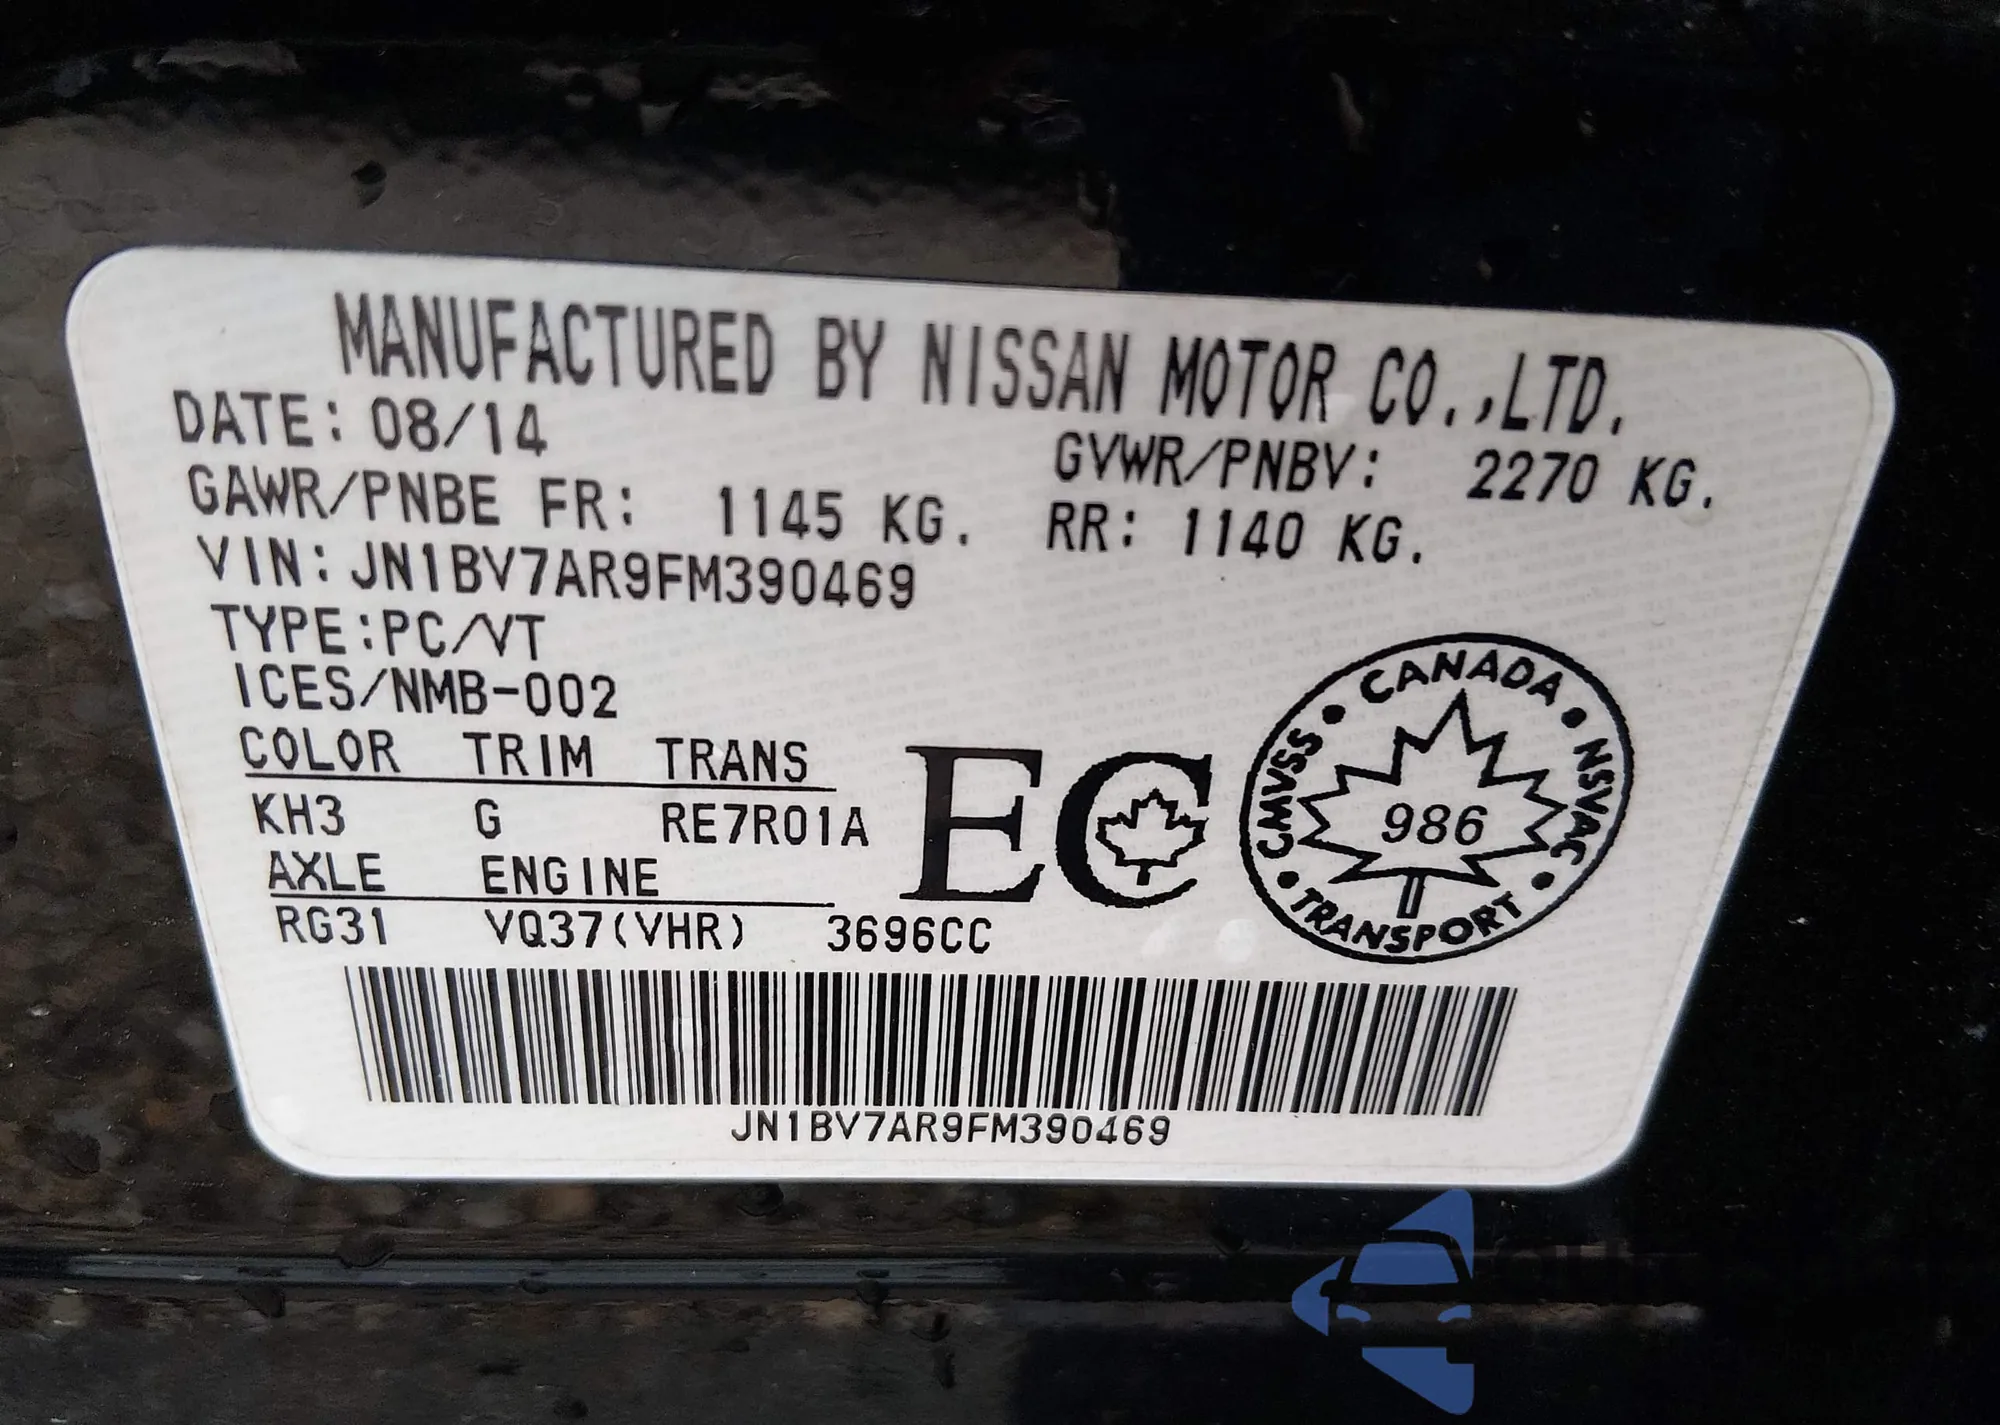 MANUFACTURED BY NISSAN MOTOR CO.,LTD.
DATE: 08/14 GVWR/PNBV: 2270 KG.
GAWR/PNBE FR: 1145 KG. RR: 1140 KG.
VIN: JN1BV7AR9FM390469
TYPE:PC/VT
ICES/NMB-002
COLOR TRIM TRANS
KH3 G RE7R01A
AXLE ENGINE
RG31 VQ37(VHR) 3696CC
EC
CANADA
CMVSS
NSVAC
986
TRANSPORT
JN1BV7AR9FM390469